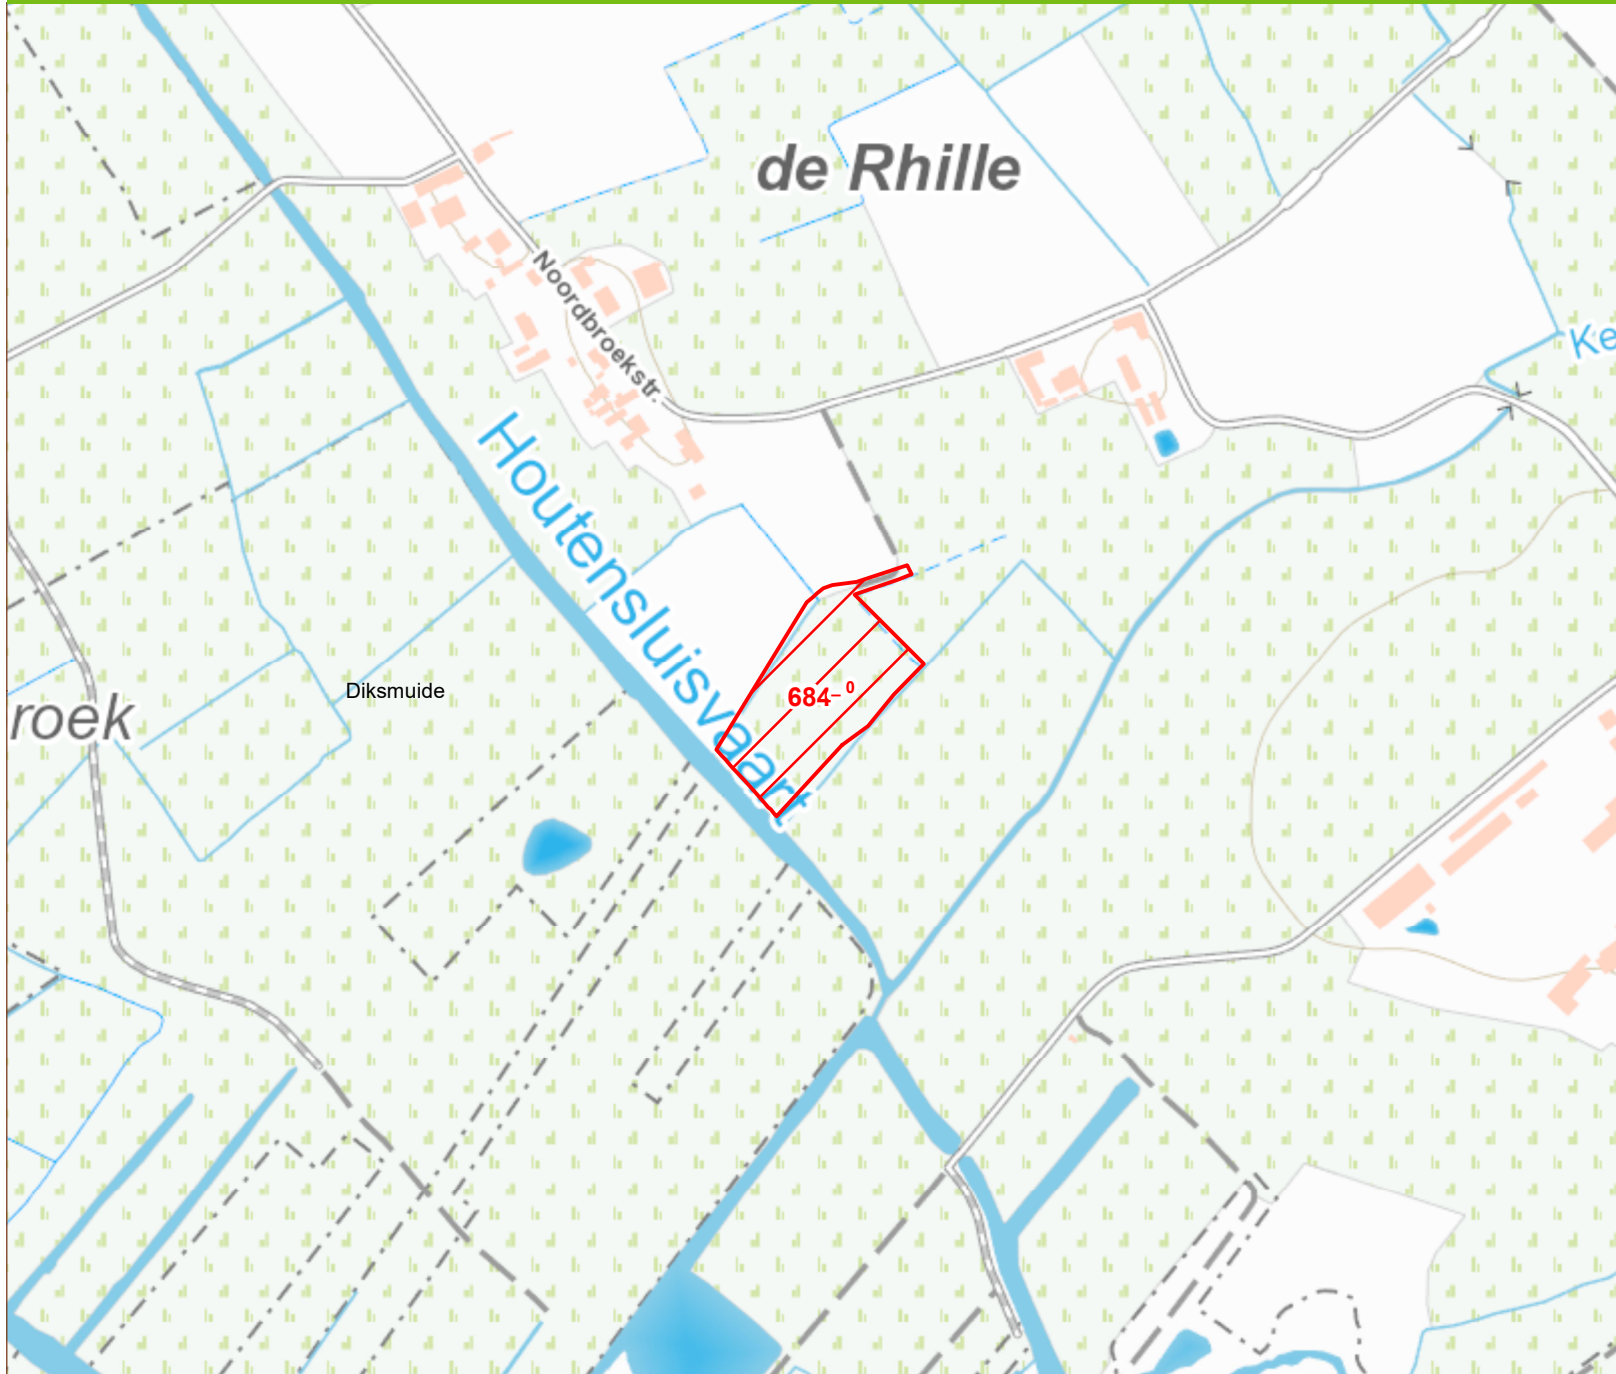 de Rhille
Noordbroekstr.
Ke
Houtensluisvaart
Diksmuide
684- 0
roek